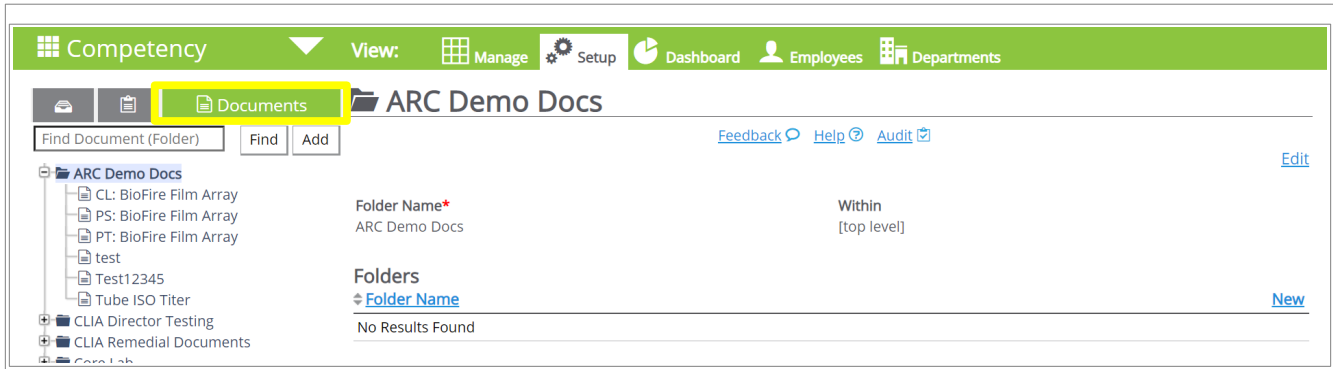 Competency View: Manage Setup Dashboard Employees Departments
Documents
ARC Demo Docs
Find Document (Folder) Find Add
Feedback Help Audit
Edit
ARC Demo Docs
CL: BioFire Film Array
PS: BioFire Film Array
PT: BioFire Film Array
test
Test12345
Tube ISO Titer
CLIA Director Testing
CLIA Remedial Documents
Core Lab
Folder Name* Within
ARC Demo Docs [top level]
Folders
Folder Name New
No Results Found